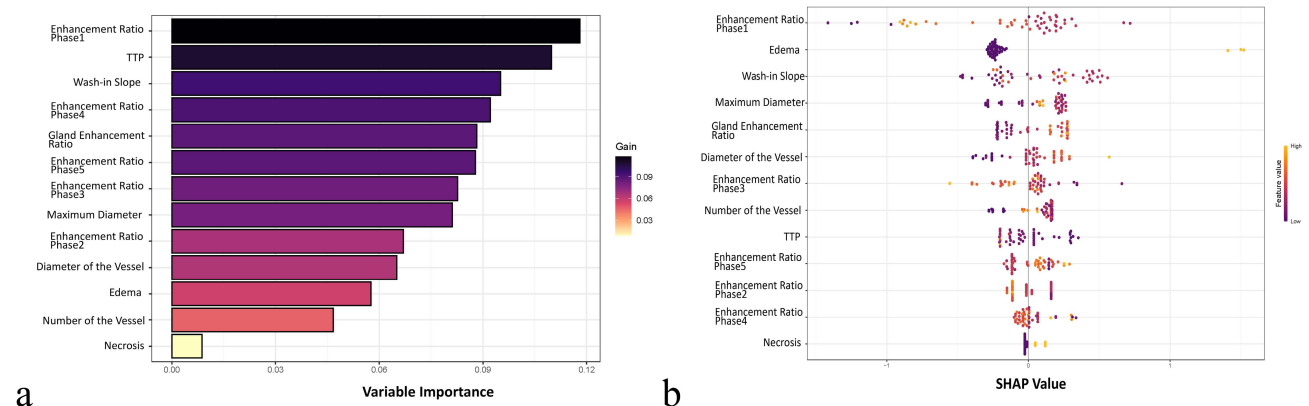 Enhancement Ratio
Phase1
TTP
Wash-in Slope
Enhancement Ratio
Phase4
Gland Enhancement
Ratio
Enhancement Ratio
Phase5
Enhancement Ratio
Phase3
Maximum Diameter
Enhancement Ratio
Phase2
Diameter of the Vessel
Edema
Number of the Vessel
Necrosis
0.00
0.03
0.06
0.09
0.12
Variable Importance
Gain
0.09
0.06
0.03
a
Enhancement Ratio
Phase1
Edema
Wash-in Slope
Maximum Diameter
Gland Enhancement
Ratio
Diameter of the Vessel
Enhancement Ratio
Phase3
Number of the Vessel
TTP
Enhancement Ratio
Phase5
Enhancement Ratio
Phase2
Enhancement Ratio
Phase4
Necrosis
-1
0
1
SHAP Value
High
Feature value
Low
b